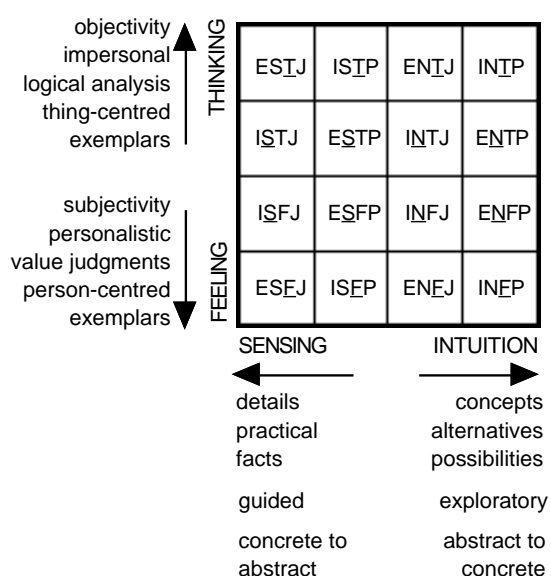 objectivity
impersonal
logical analysis
thing-centred
exemplars
subjectivity
personalistic
value judgments
person-centred
exemplars
THINKING
FEELING
ESTJ ISTP ENTJ INTP
ISTJ ESTP INTJ ENTP
ISFJ ESFP INFJ ENFP
ESFJ ISFP ENFJ INFP
SENSING INTUITION
details concepts
practical alternatives
facts possibilities
guided exploratory
concrete to abstract to
abstract concrete